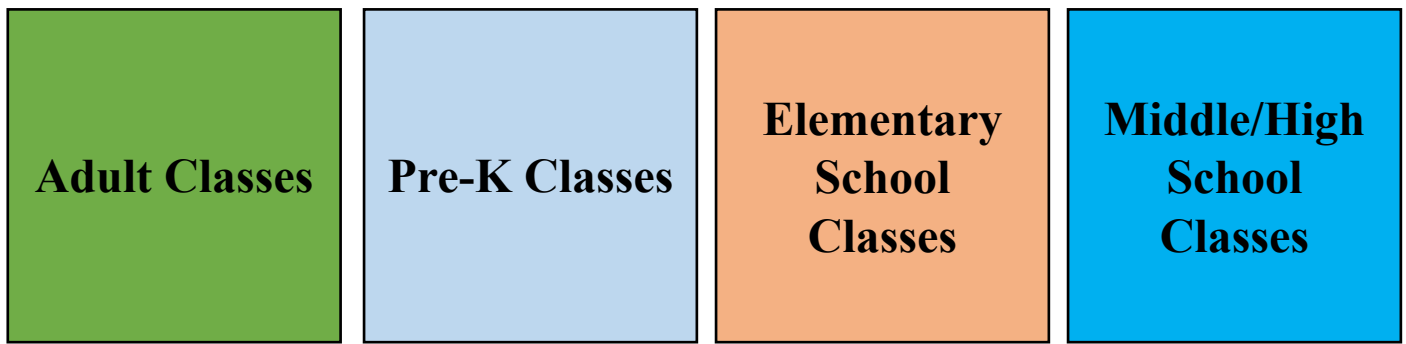 Adult Classes
Pre-K Classes
Elementary
School
Classes
Middle/High
School
Classes